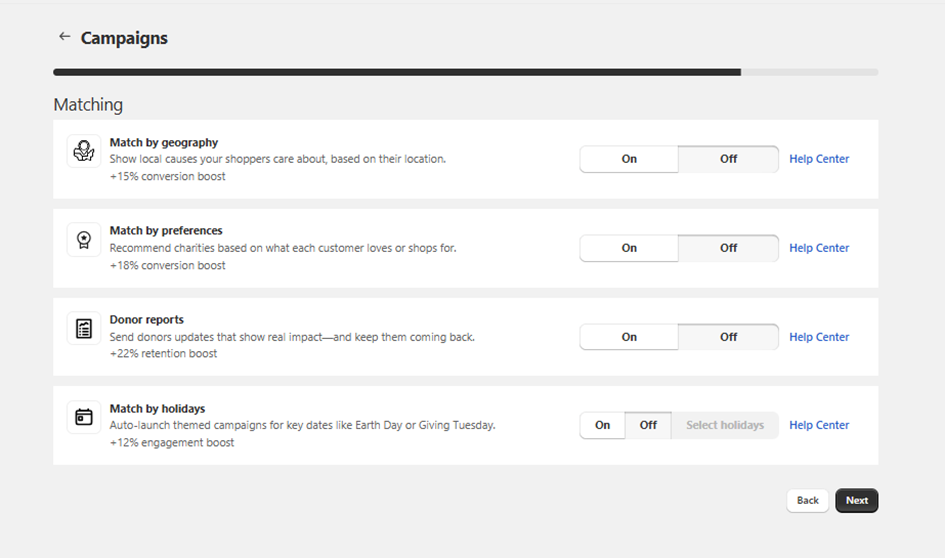 Campaigns
Matching
Match by geography
Show local causes your shoppers care about, based on their location.
+15% conversion boost
On Off Help Center
Match by preferences
Recommend charities based on what each customer loves or shops for.
+18% conversion boost
On Off Help Center
Donor reports
Send donors updates that show real impact—and keep them coming back.
+22% retention boost
On Off Help Center
Match by holidays
Auto-launch themed campaigns for key dates like Earth Day or Giving Tuesday.
+12% engagement boost
On Off Select holidays Help Center
Back Next